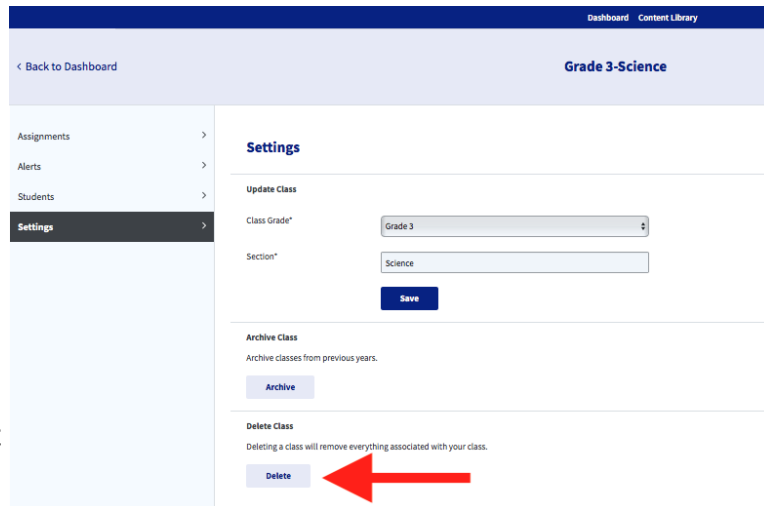 Dashboard Content Library
< Back to Dashboard
Grade 3-Science
Assignments
Alerts
Students
Settings
Settings
Update Class
Class Grade*
Grade 3
Section*
Science
Save
Archive Class
Archive classes from previous years.
Archive
Delete Class
Deleting a class will remove everything associated with your class.
Delete